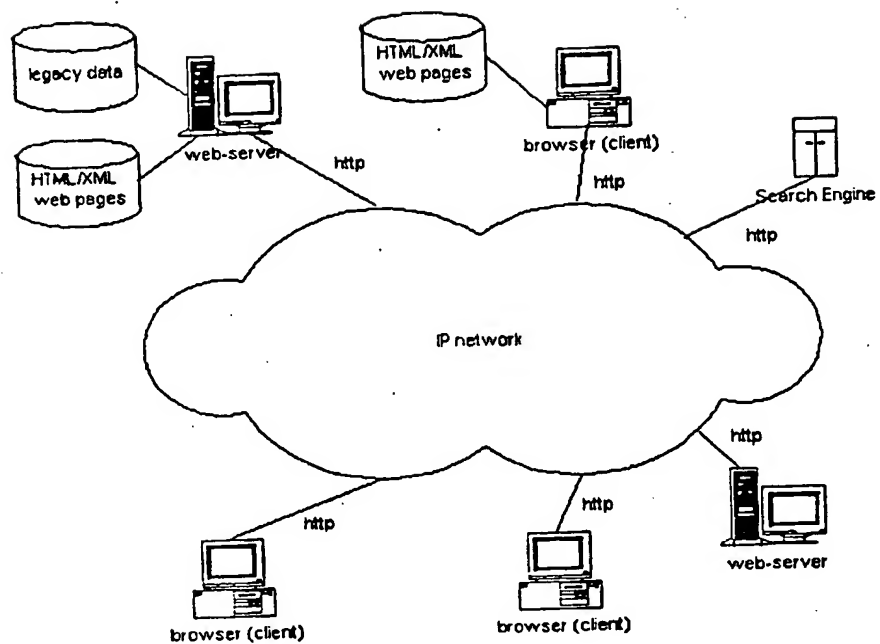 legacy data
HTML/XML
web pages
web-server
http
HTML/XML
web pages
browser (client)
http
Search Engine
http
IP network
http
web-server
http
browser (client)
http
browser (client)